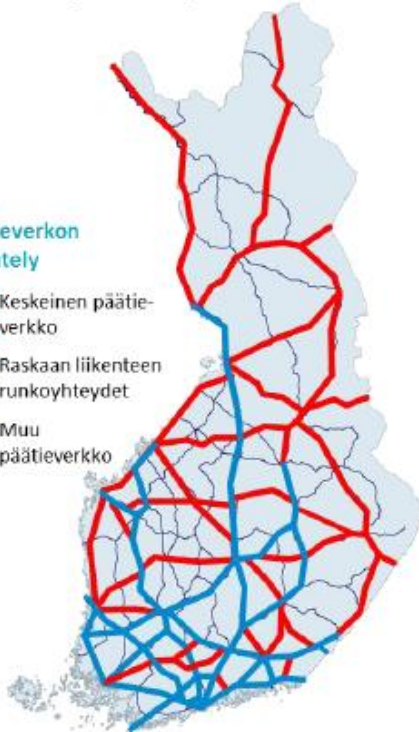 everkon
tely
Keskeinen päätie-
verkko
Raskaan liikenteen
runkoyhteydet
Muu
päätieverkko